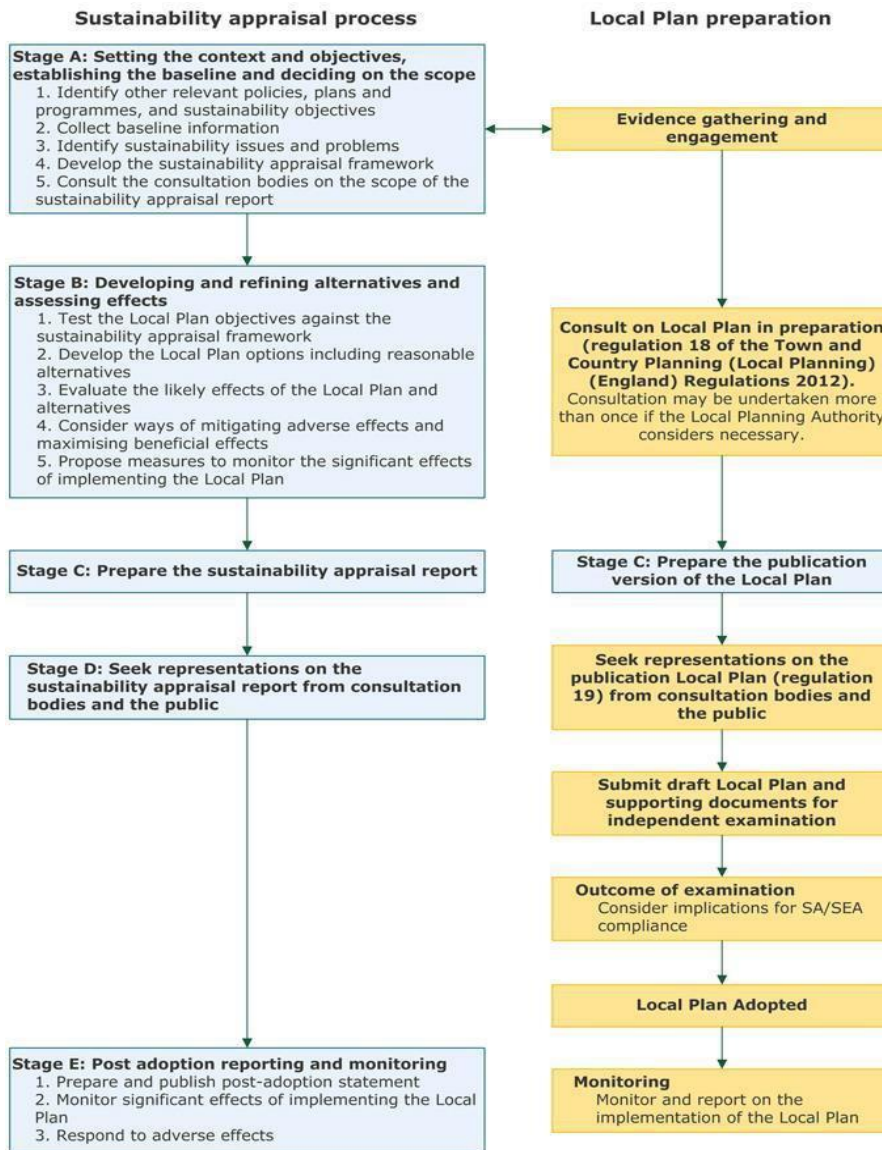 Sustainability appraisal process
Local Plan preparation
Stage A: Setting the context and objectives,
establishing the baseline and deciding on the scope
1. Identify other relevant policies, plans and
programmes, and sustainability objectives
2. Collect baseline information
3. Identify sustainability issues and problems
4. Develop the sustainability appraisal framework
5. Consult the consultation bodies on the scope of the
sustainability appraisal report
Evidence gathering and
engagement
Stage B: Developing and refining alternatives and
assessing effects
1. Test the Local Plan objectives against the
sustainability appraisal framework
2. Develop the Local Plan options including reasonable
alternatives
3. Evaluate the likely effects of the Local Plan and
alternatives
4. Consider ways of mitigating adverse effects and
maximising beneficial effects
5. Propose measures to monitor the significant effects
of implementing the Local Plan
Consult on Local Plan in preparation
(regulation 18 of the Town and
Country Planning (Local Planning)
(England) Regulations 2012).
Consultation may be undertaken more
than once if the Local Planning Authority
considers necessary.
Stage C: Prepare the sustainability appraisal report
Stage C: Prepare the publication
version of the Local Plan
Stage D: Seek representations on the
sustainability appraisal report from consultation
bodies and the public
Seek representations on the
publication Local Plan (regulation
19) from consultation bodies and
the public
Submit draft Local Plan and
supporting documents for
independent examination
Outcome of examination
Consider implications for SA/SEA
compliance
Local Plan Adopted
Stage E: Post adoption reporting and monitoring
1. Prepare and publish post-adoption statement
2. Monitor significant effects of implementing the Local
Plan
3. Respond to adverse effects
Monitoring
Monitor and report on the
implementation of the Local Plan